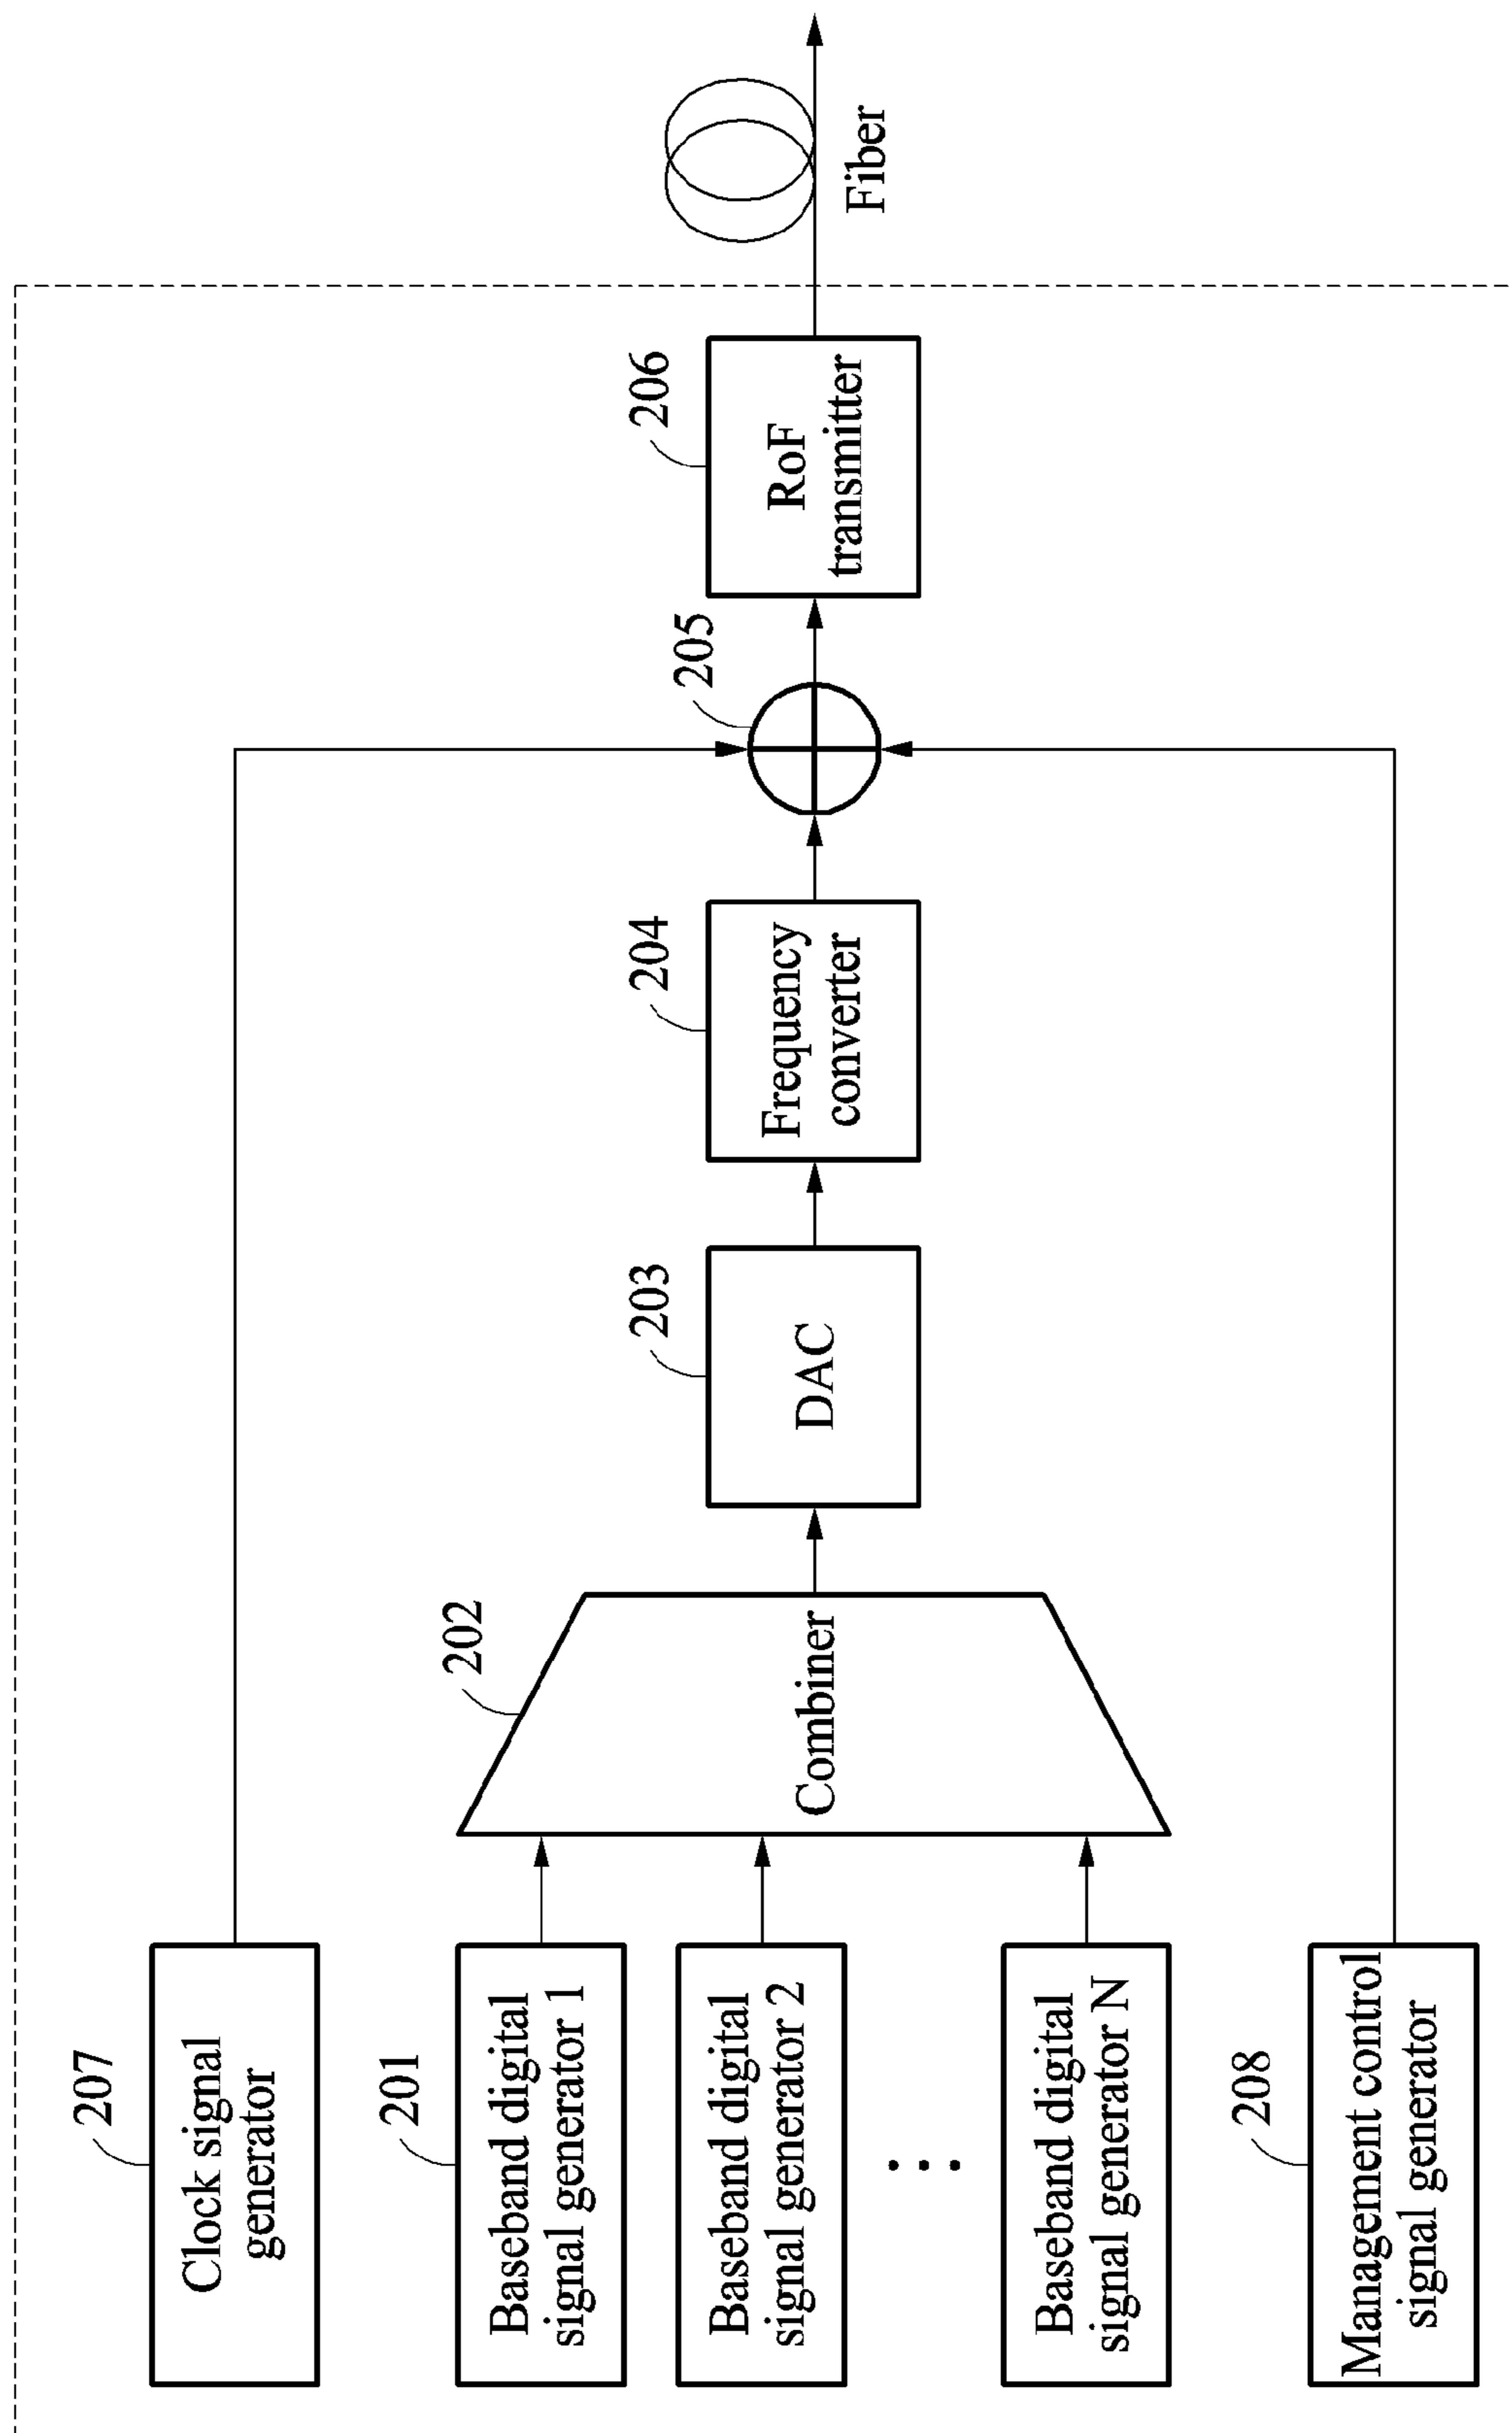 207
Clock signal
generator
201
Baseband digital
signal generator 1
Baseband digital
signal generator 2
Baseband digital
signal generator N
208
Management control
signal generator
202
Combiner
203
DAC
204
Frequency
converter
205
206
RoF
transmitter
Fiber